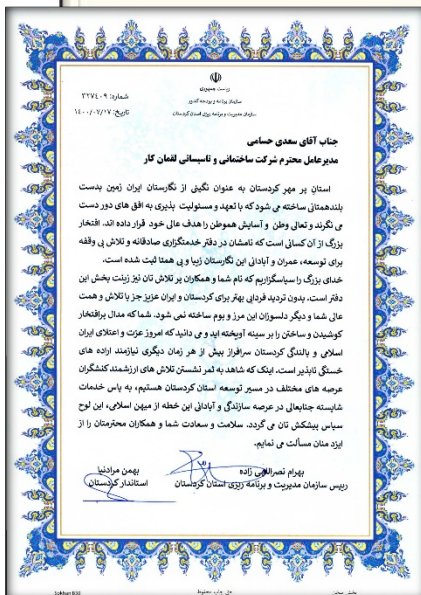 ریاست جمهوری
سازمان برنامه و بودجه کشور
سازمان مدیریت و برنامه ریزی استان کردستان
شماره: ۳۲۷٤۰۹
تاریخ: ۱٤۰۰/۰۷/۱۷
جناب آقای سعدی حسامی
مدیرعامل محترم شرکت ساختمانی و تاسیساتی لقمان کار
استان پر مهر کردستان به عنوان نگینی از نگارستان ایران زمین بدست
بلندهمتانی ساخته می شود که با تعهد و مسئولیت پذیری به افق های دور دست
می نگرند و تعالی وطن و آسایش هموطن را هدف عالی خود قرار داده اند. افتخار
بزرگ از آن کسانی است که نامشان در دفتر خدمتگزاری صادقانه و تلاش بی وقفه
برای توسعه، عمران و آبادانی این نگارستان زیبا و بی همتا ثبت شده است.
خدای بزرگ را سپاسگزاریم که نام شما و همکاران پر تلاش تان نیز زینت بخش این
دفتر است. بدون تردید فردایی بهتر برای کردستان و ایران عزیز جز با تلاش و همت
عالی شما و دیگر دلسوزان این مرز و بوم ساخته نمی شود. شما که مدال پرافتخار
کوشیدن و ساختن را بر سینه آویخته اید و می دانید که امروز عزت و اعتلای ایران
اسلامی و بالندگی کردستان سرافراز بیش از هر زمان دیگری نیازمند اراده های
خستگی ناپذیر است. اینک که شاهد به ثمر نشستن تلاش های ارزشمند کنشگران
عرصه های مختلف در مسیر توسعه استان کردستان هستیم، به پاس خدمات
شایسته جنابعالی در عرصه سازندگی و آبادانی این خطه از میهن اسلامی، این لوح
سپاس پیشکش تان می گردد. سلامت و سعادت شما و همکاران محترمتان را از
ایزد منان مسألت می نمایم.
بهرام نصراللهی زاده
رییس سازمان مدیریت و برنامه ریزی استان کردستان
بهمن مرادنیا
استاندار کردستان
Sokhan 830
حق چاپ محفوظ